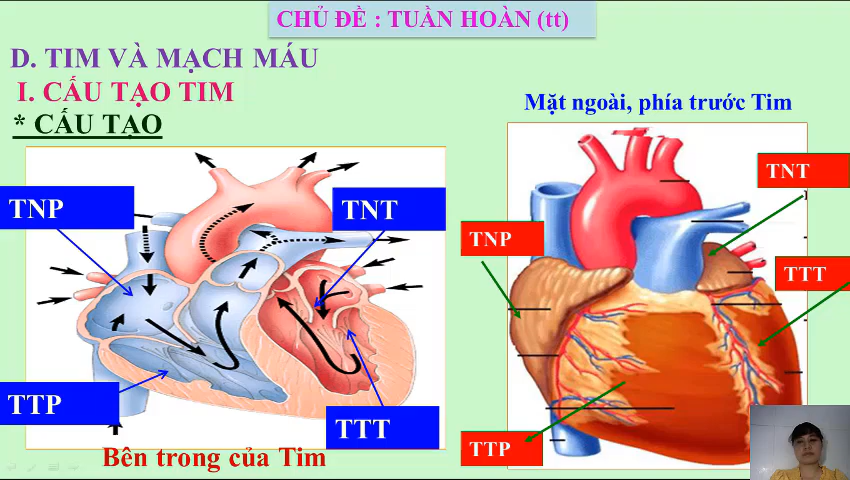 CHỦ ĐỀ : TUẦN HOÀN (tt)
D. TIM VÀ MẠCH MÁU
I. CẤU TẠO TIM
* CẤU TẠO
Mặt ngoài, phía trước Tim
TNP
TNT
TTP
TTT
Bên trong của Tim
TNT
TNP
TTT
TTP